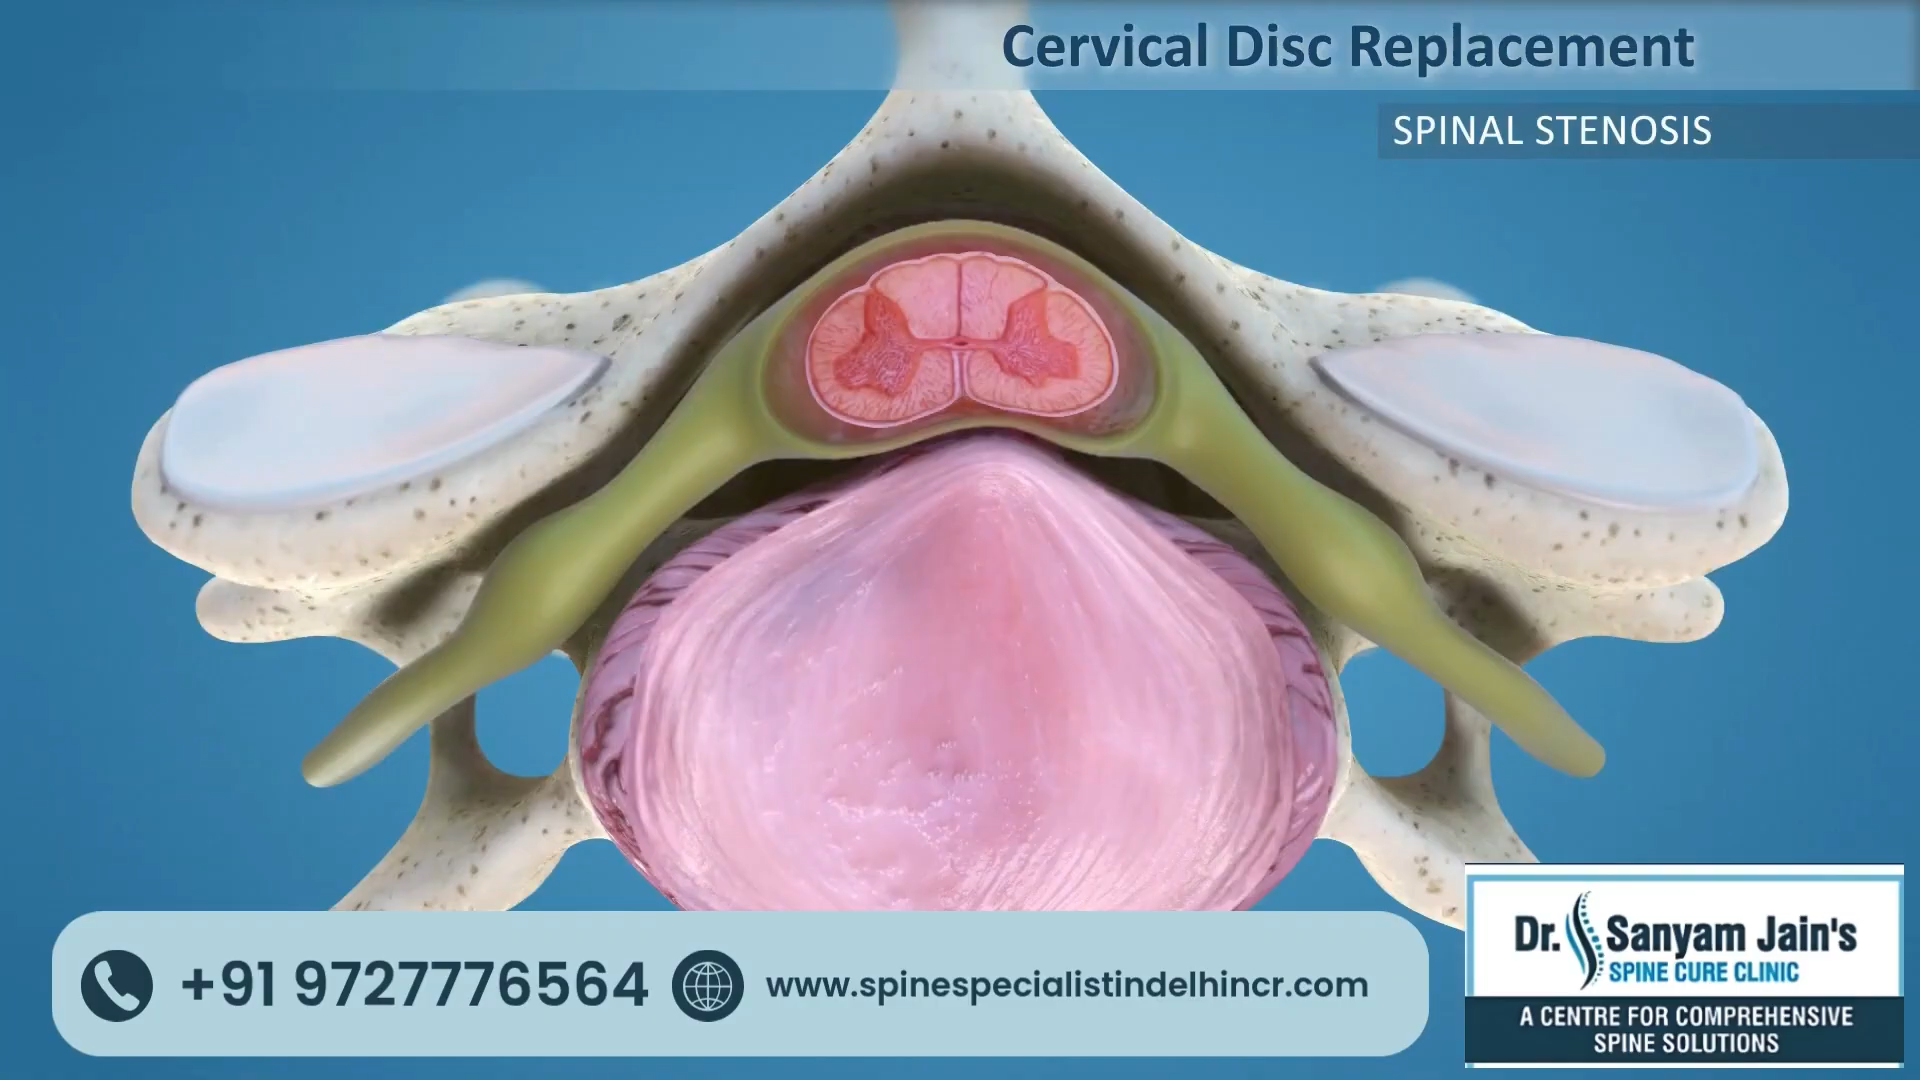 Cervical Disc Replacement
SPINAL STENOSIS
+91 9727776564
www.spinespecialistindelhincr.com
Dr. Sanyam Jain's
SPINE CURE CLINIC
A CENTRE FOR COMPREHENSIVE
SPINE SOLUTIONS